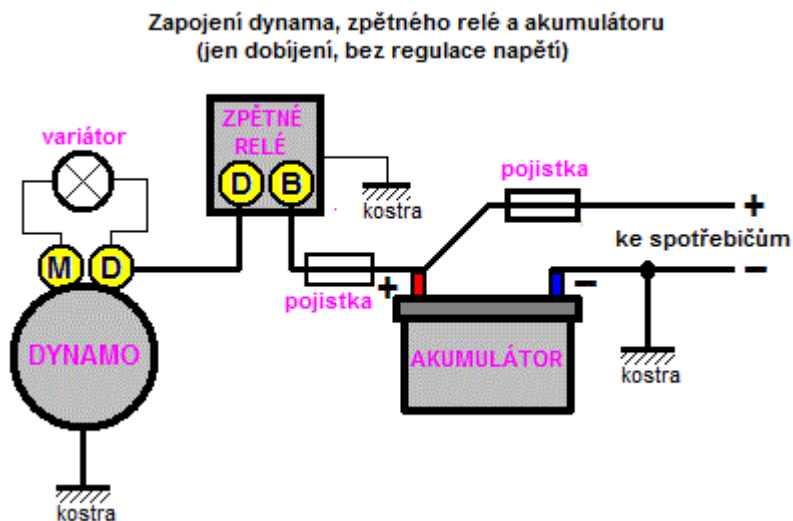 Zapojení dynama, zpětného relé a akumulátoru
(jen dobíjení, bez regulace napětí)
variátor
ZPĚTNÉ
RELÉ
D B
kostra
pojistka
+
ke spotřebičům
–
M D
pojistka
+
–
DYNAMO
AKUMULÁTOR
kostra
kostra